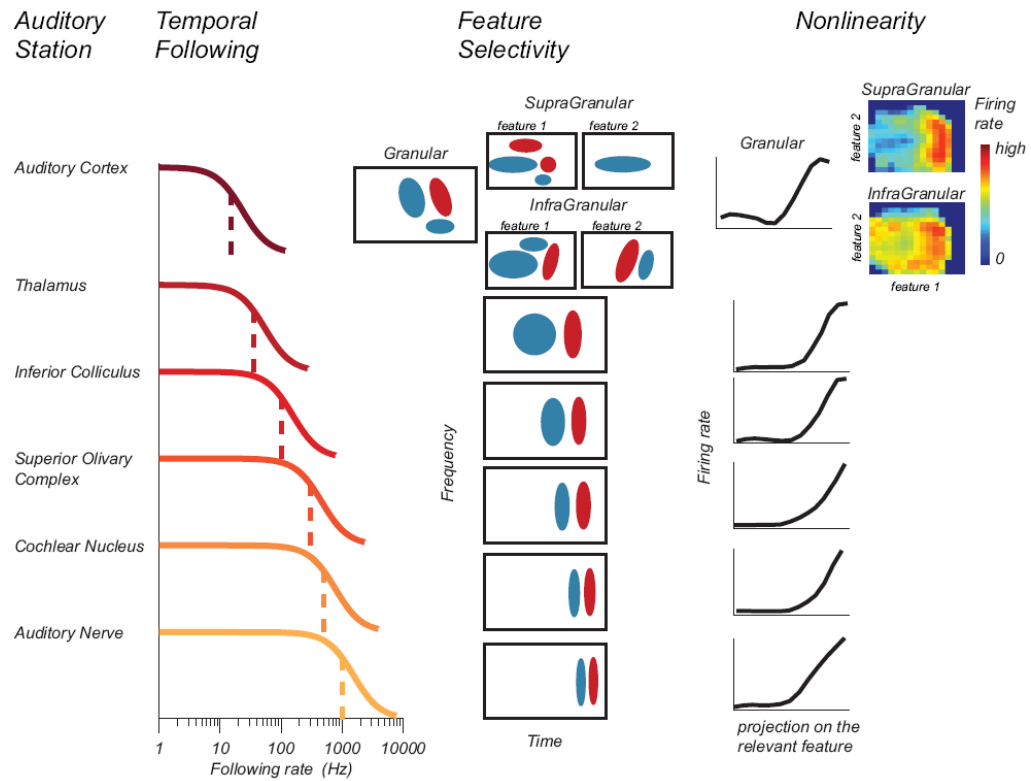 Auditory
Station
Temporal
Following
Feature
Selectivity
Nonlinearity
SupraGranular
feature 1
feature 2
Granular
InfraGranular
feature 1
feature 2
Granular
SupraGranular
feature 2
InfraGranular
feature 2
feature 1
Firing
rate
high
0
Auditory Cortex
Thalamus
Inferior Colliculus
Superior Olivary
Complex
Cochlear Nucleus
Auditory Nerve
Frequency
Firing rate
1
10
100
1000
10000
Following rate (Hz)
Time
projection on the
relevant feature